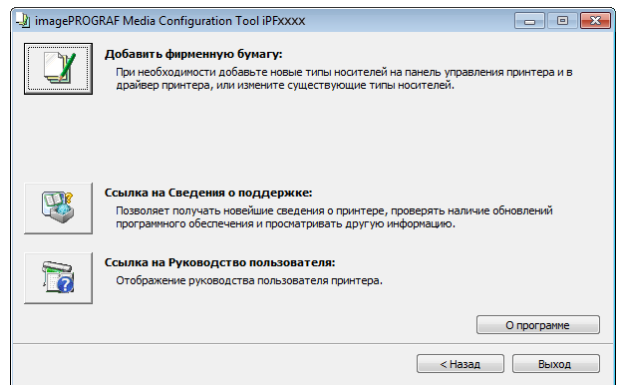 imagePROGRAF Media Configuration Tool iPFxxxx
Добавить фирменную бумагу:
При необходимости добавьте новые типы носителей на панель управления принтера и в
драйвер принтера, или измените существующие типы носителей.
Ссылка на Сведения о поддержке:
Позволяет получать новейшие сведения о принтере, проверять наличие обновлений
программного обеспечения и просматривать другую информацию.
Ссылка на Руководство пользователя:
Отображение руководства пользователя принтера.
О программе
< Назад
Выход